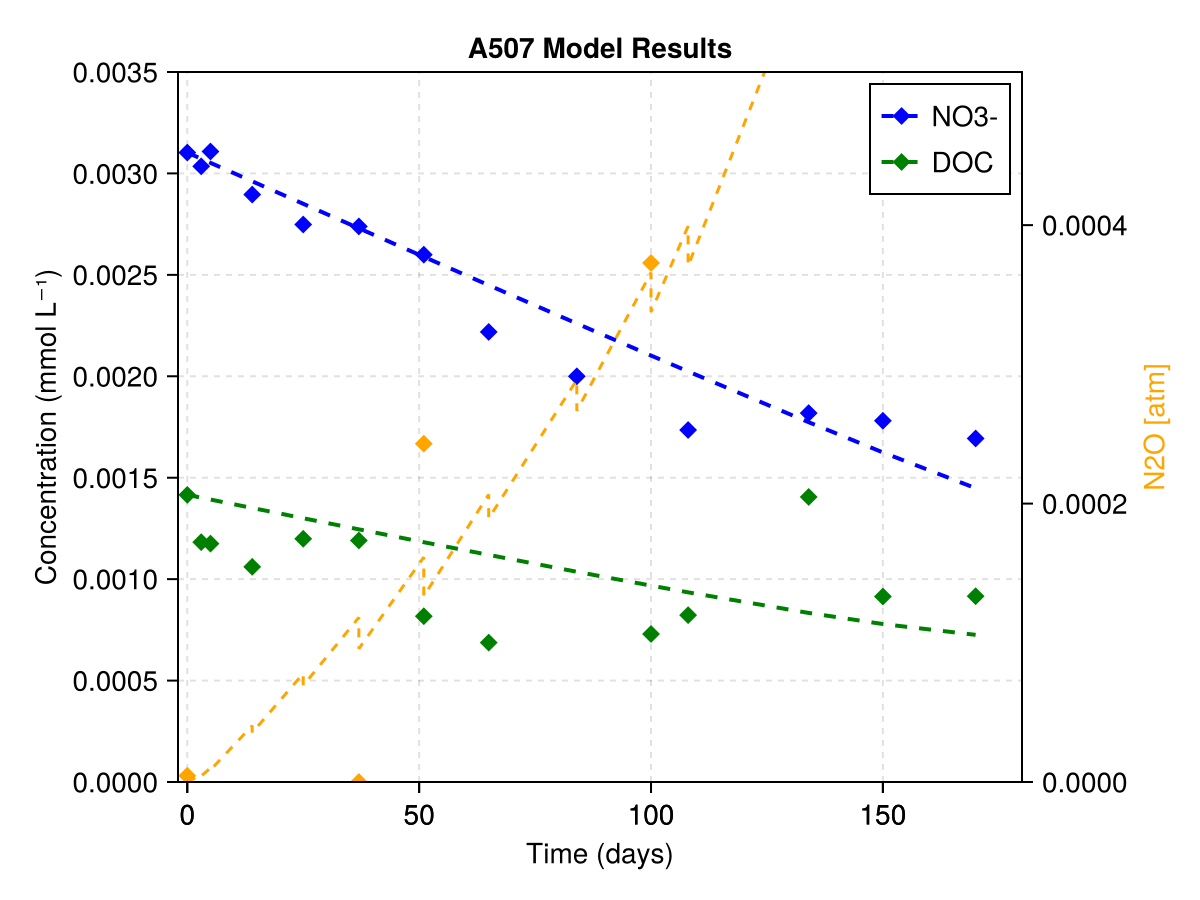 A507 Model Results
0.0035
0.0030
0.0025
0.0020
0.0015
0.0010
0.0005
0.0000
Concentration (mmol L⁻¹)
NO3-
DOC
0.0004
0.0002
0.0000
N2O [atm]
0 50 100 150
Time (days)